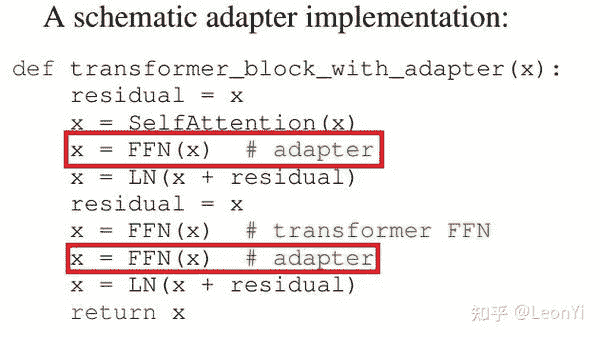 A schematic adapter implementation:
def transformer_block_with_adapter(x):
    residual = x
    x = SelfAttention(x)
    x = FFN(x)  # adapter
    x = LN(x + residual)
    residual = x
    x = FFN(x)  # transformer FFN
    x = FFN(x)  # adapter
    x = LN(x + residual)
    return x
知乎 @LeonYi